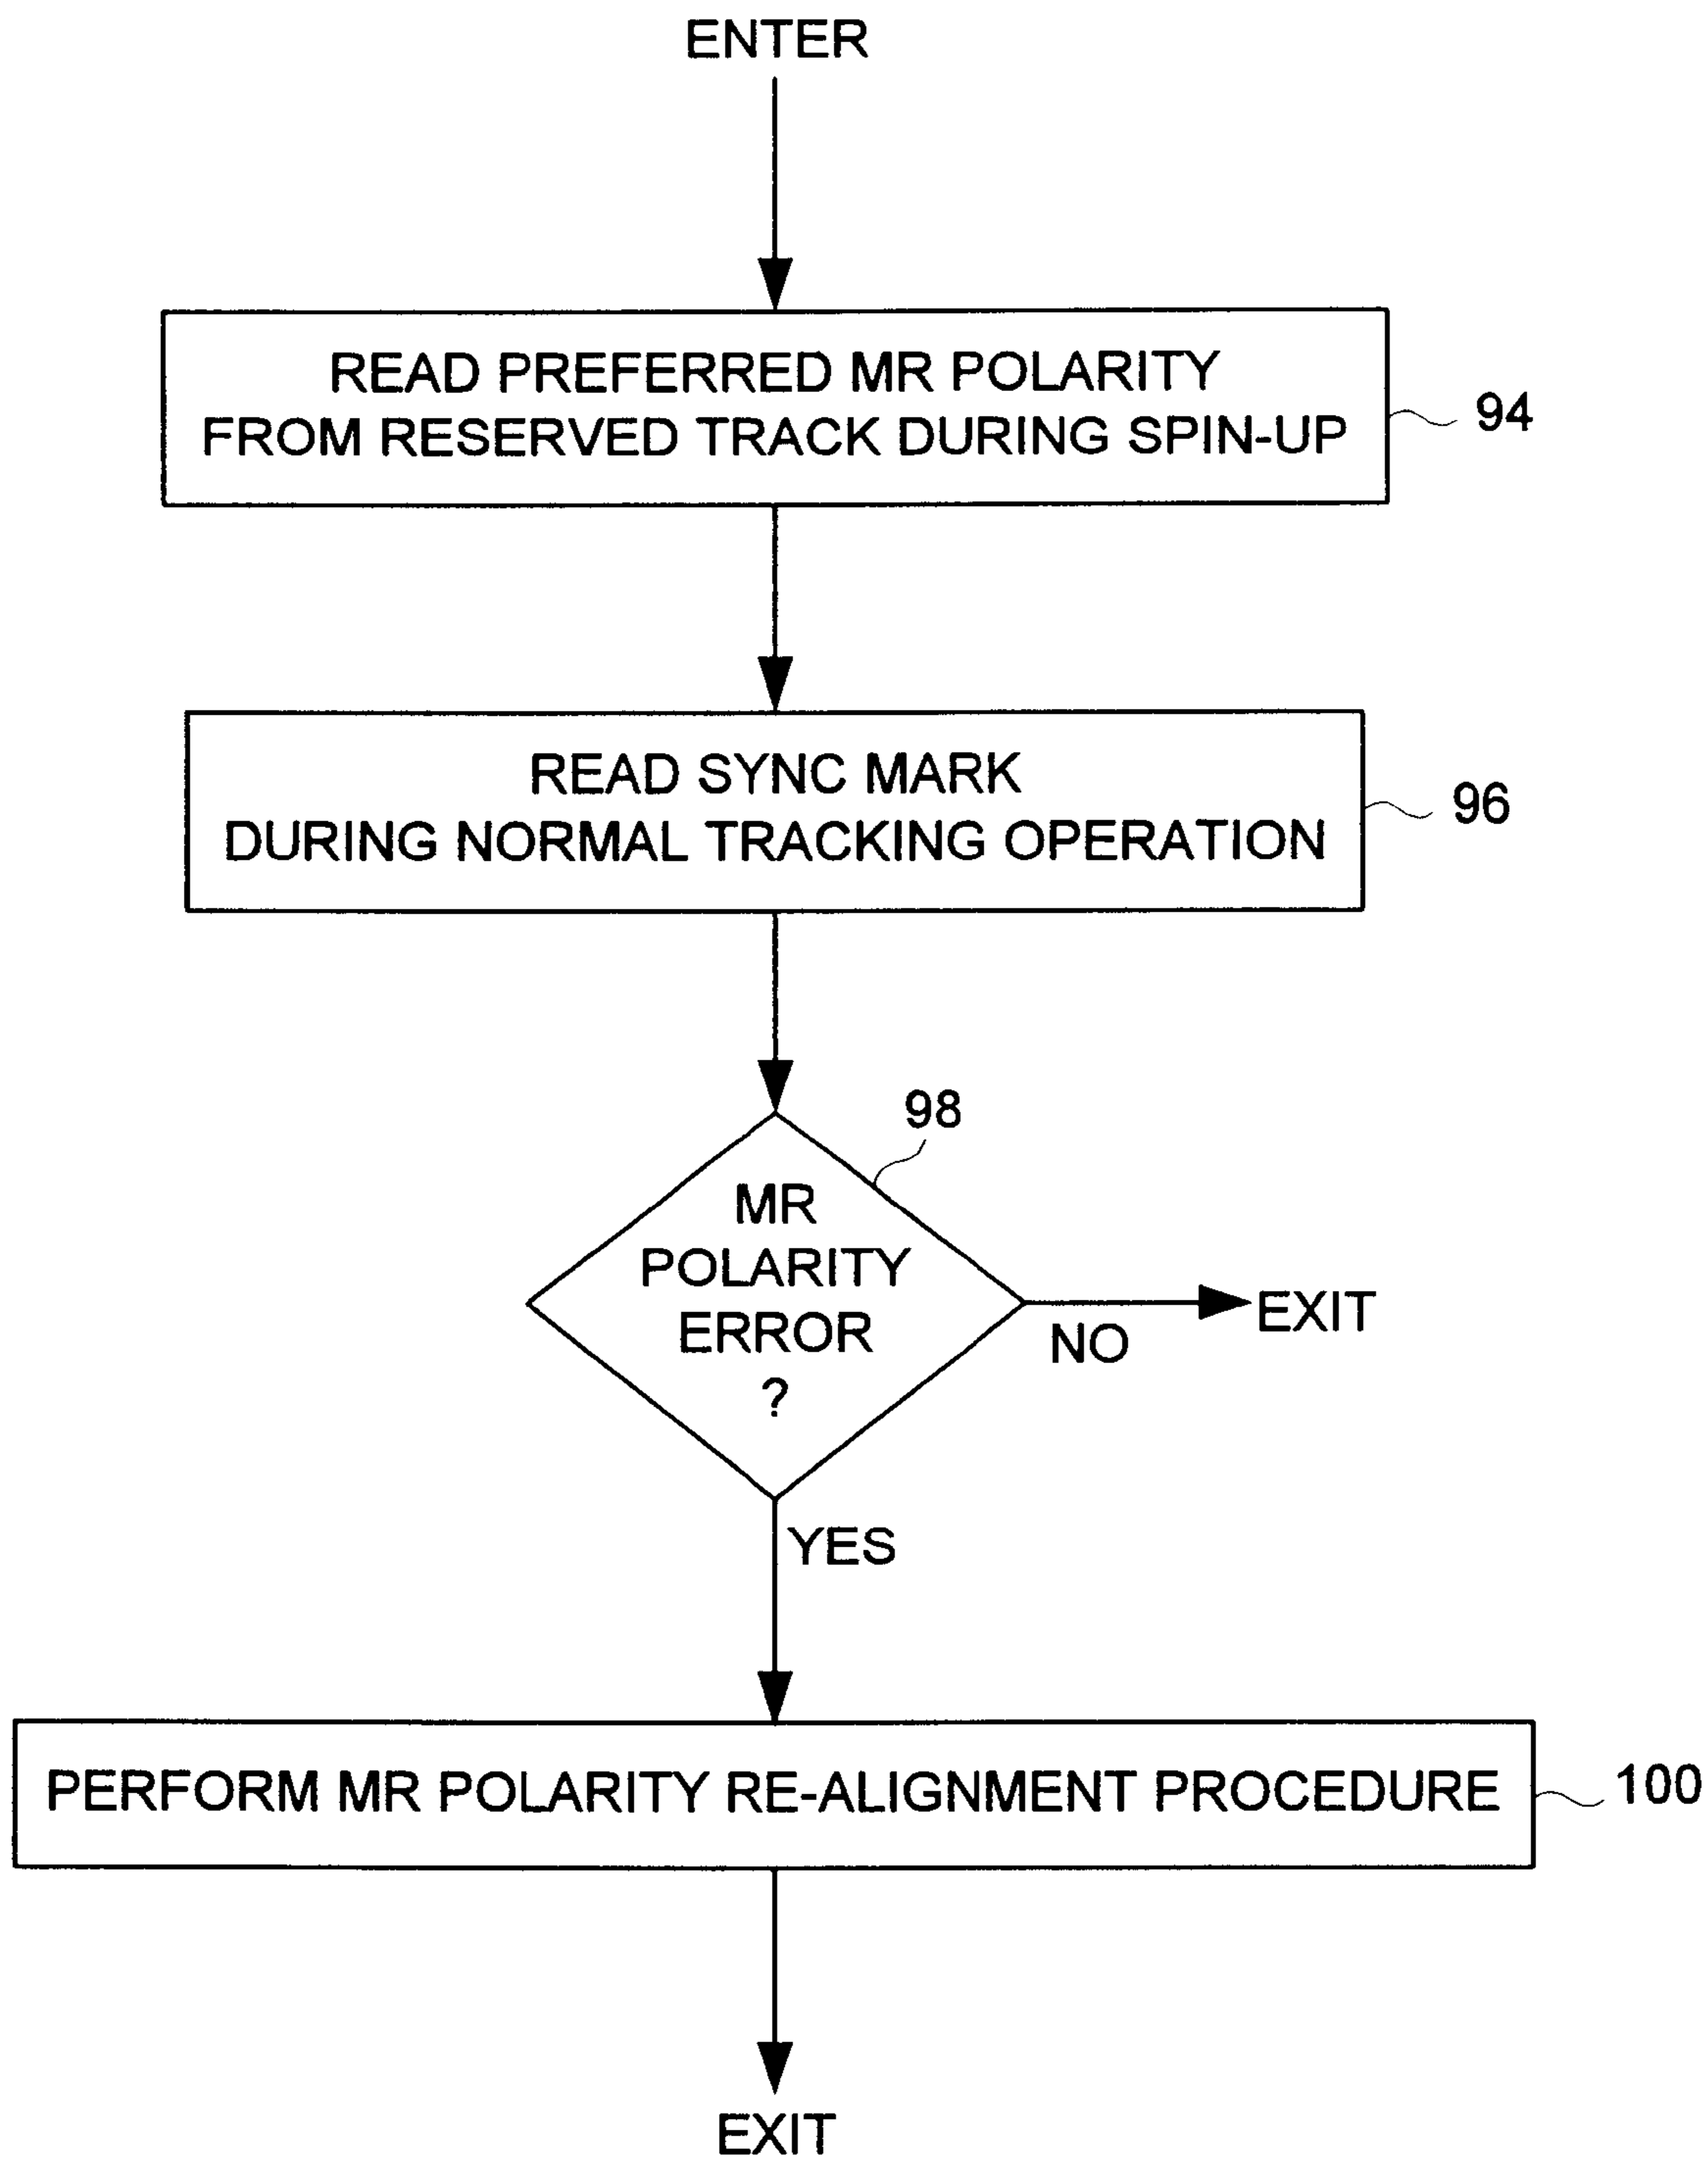 ENTER
READ PREFERRED MR POLARITY
FROM RESERVED TRACK DURING SPIN-UP
94
READ SYNC MARK
DURING NORMAL TRACKING OPERATION
96
98
MR
POLARITY
ERROR
?
NO
EXIT
YES
PERFORM MR POLARITY RE-ALIGNMENT PROCEDURE
100
EXIT